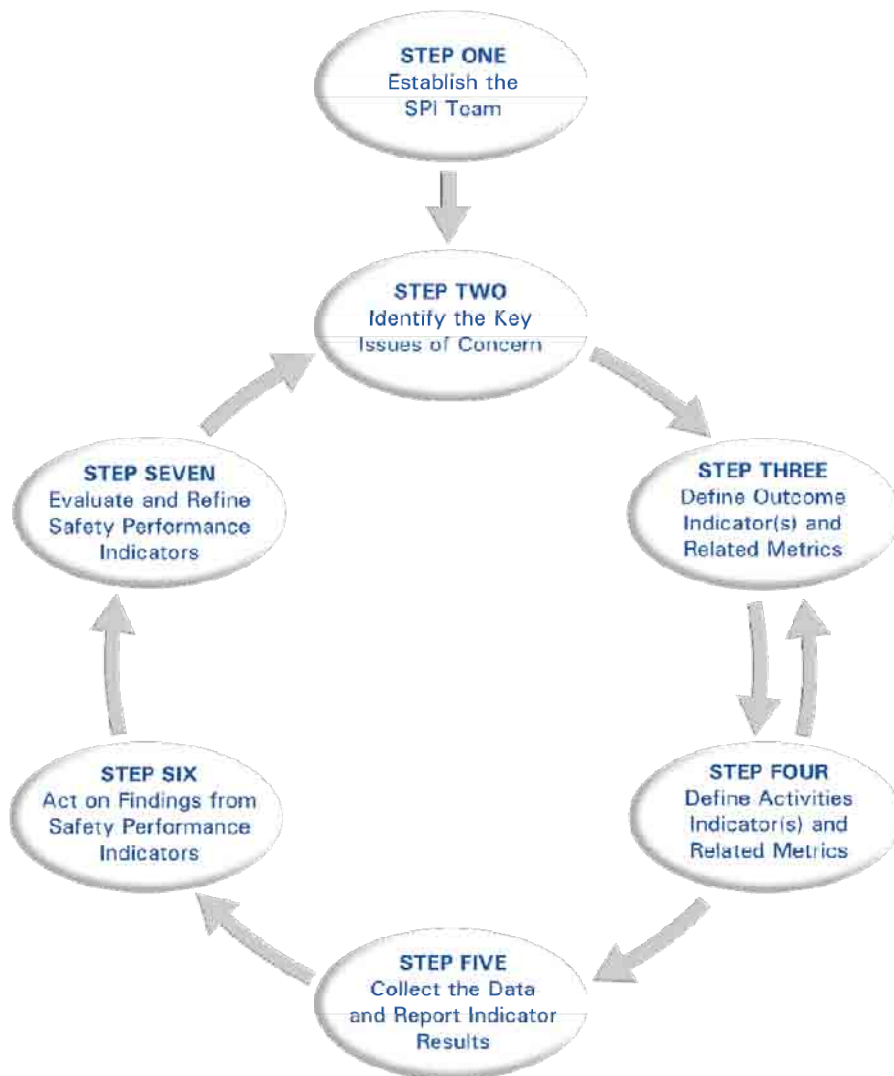 STEP ONE
Establish the
SPI Team
STEP TWO
Identify the Key
Issues of Concern
STEP THREE
Define Outcome
Indicator(s) and
Related Metrics
STEP FOUR
Define Activities
Indicator(s) and
Related Metrics
STEP FIVE
Collect the Data
and Report Indicator
Results
STEP SIX
Act on Findings from
Safety Performance
Indicators
STEP SEVEN
Evaluate and Refine
Safety Performance
Indicators